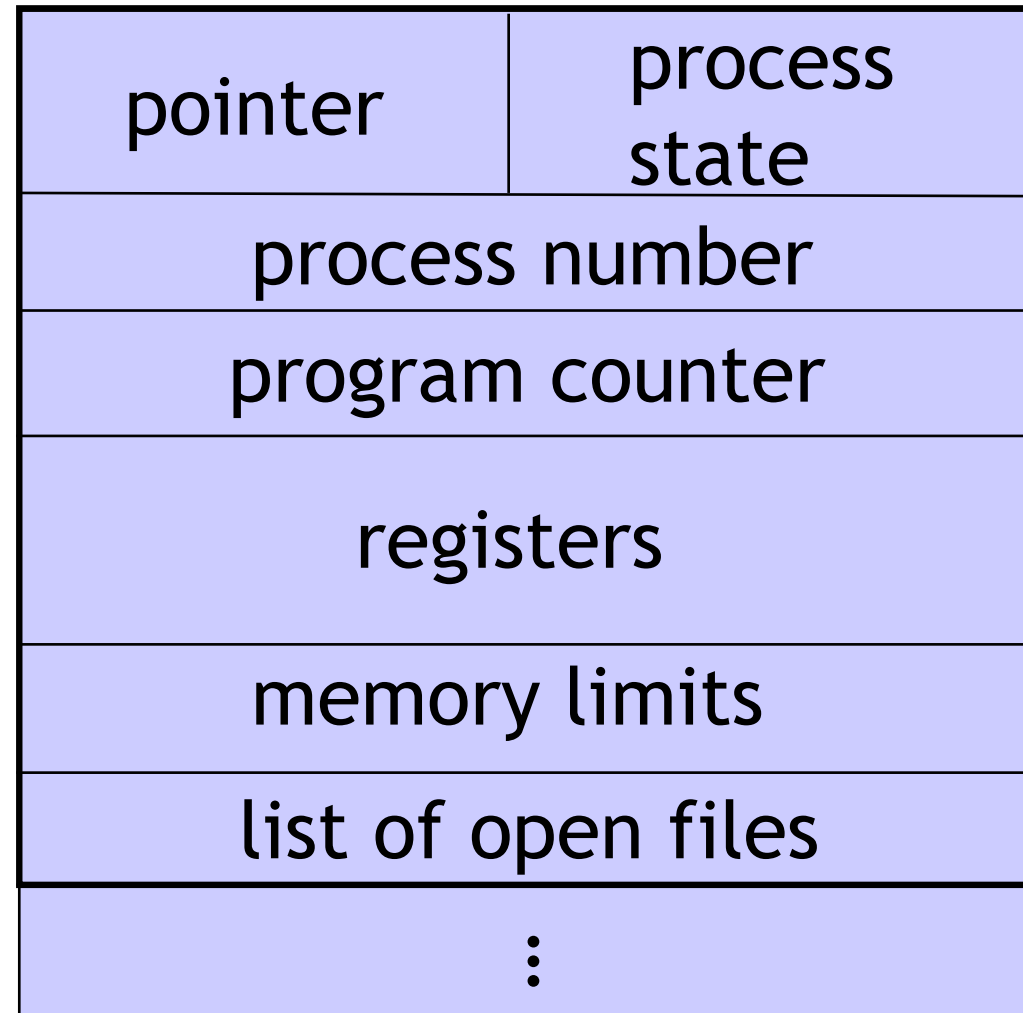 pointer
process
state
process number
program counter
registers
memory limits
list of open files
⋮